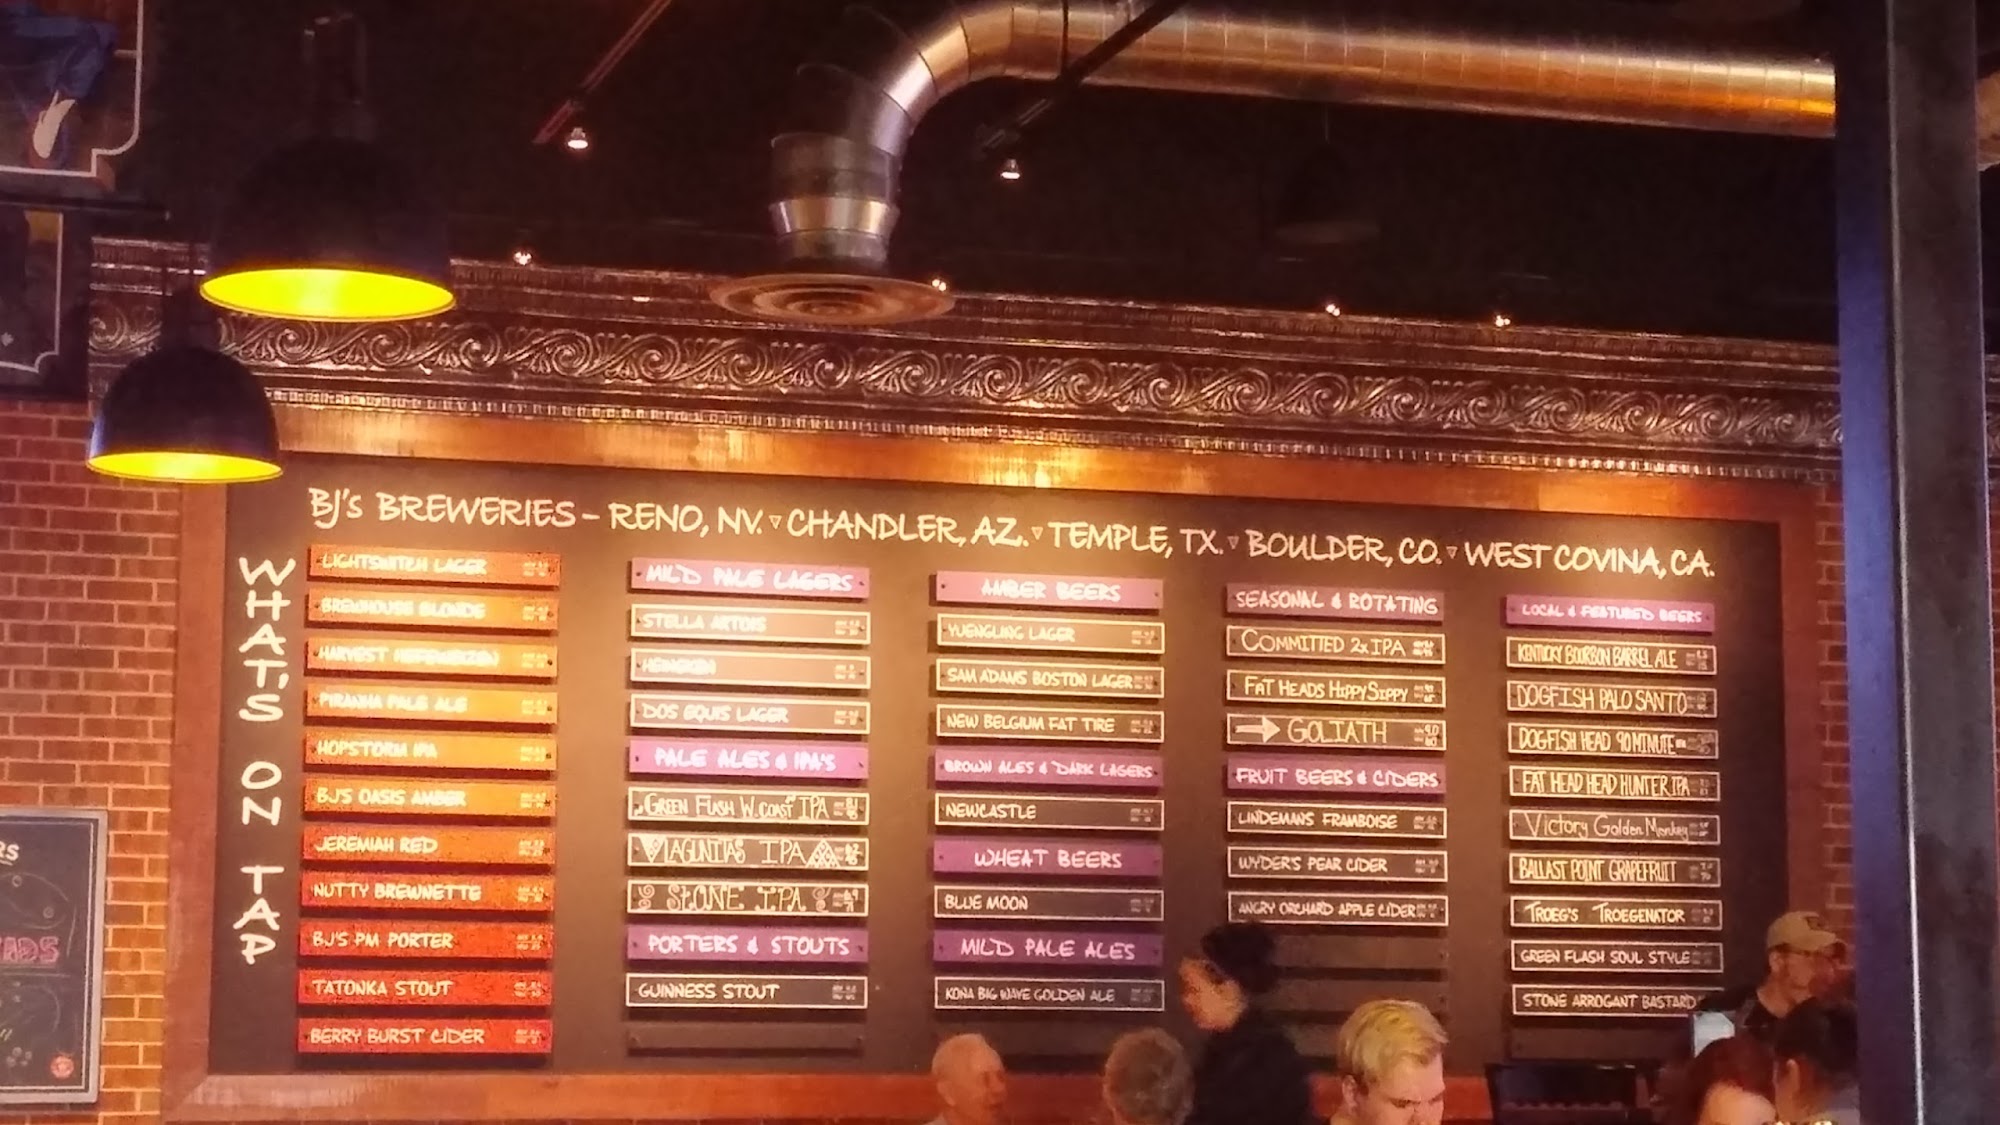 BJ's BREWERIES - RENO, NV. ▿ CHANDLER, AZ. ▿ TEMPLE, TX. ▿ BOULDER, CO. ▿ WEST COVINA, CA.
WHAT'S ON TAP
LIGHTSWITCH LAGER
BREWHOUSE BLONDE
HARVEST HEFEWEIZEN
PIRANHA PALE ALE
HOPSTORM IPA
BJ'S OASIS AMBER
JEREMIAH RED
NUTTY BREWNETTE
BJ'S PM PORTER
TATONKA STOUT
BERRY BURST CIDER
MILD PALE LAGERS
STELLA ARTOIS
HEINEKEN
DOS EQUIS LAGER
PALE ALES & IPA'S
GREEN FLASH W. COAST IPA
LAGUNITAS IPA
STONE IPA
PORTERS & STOUTS
GUINNESS STOUT
AMBER BEERS
YUENGLING LAGER
SAM ADAMS BOSTON LAGER
NEW BELGIUM FAT TIRE
BROWN ALES & DARK LAGERS
NEWCASTLE
WHEAT BEERS
BLUE MOON
MILD PALE ALES
KONA BIG WAVE GOLDEN ALE
SEASONAL & ROTATING
COMMITTED 2x IPA
FAT HEADS HIPPY SIPPY
GOLIATH
FRUIT BEERS & CIDERS
LINDEMANS FRAMBOISE
WYDER'S PEAR CIDER
ANGRY ORCHARD APPLE CIDER
LOCAL & FEATURED BEERS
KENTUCKY BOURBON BARREL ALE
DOGFISH PALO SANTO
DOGFISH HEAD 90 MINUTE
FAT HEAD HEAD HUNTER IPA
Victory Golden Monkey
BALLAST POINT GRAPEFRUIT
TROEG'S TROEGENATOR
GREEN FLASH SOUL STYLE
STONE ARROGANT BASTARD